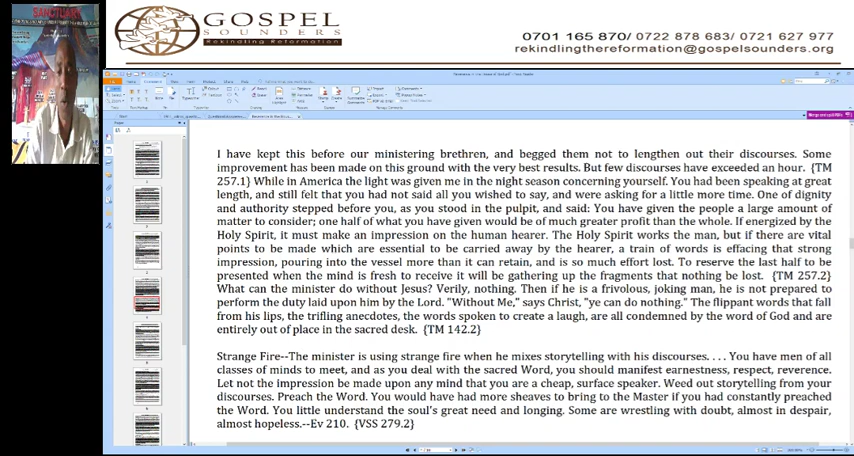 SANCTUARY
GOSPEL
SOUNDERS
Rekindling Reformation
0701 165 870/ 0722 878 683/ 0721 627 977
rekindlingthereformation@gospelsounders.org
I have kept this before our ministering brethren, and begged them not to lengthen out their discourses. Some
improvement has been made on this ground with the very best results. But few discourses have exceeded an hour. {TM
257.1} While in America the light was given me in the night season concerning yourself. You had been speaking at great
length, and still felt that you had not said all you wished to say, and were asking for a little more time. One of dignity
and authority stepped before you, as you stood in the pulpit, and said: You have given the people a large amount of
matter to consider; one half of what you have given would be of much greater profit than the whole. If energized by the
Holy Spirit, it must make an impression on the human hearer. The Holy Spirit works the man, but if there are vital
points to be made which are essential to be carried away by the hearer, a train of words is effacing that strong
impression, pouring into the vessel more than it can retain, and is so much effort lost. To reserve the last half to be
presented when the mind is fresh to receive it will be gathering up the fragments that nothing be lost. {TM 257.2}
What can the minister do without Jesus? Verily, nothing. Then if he is a frivolous, joking man, he is not prepared to
perform the duty laid upon him by the Lord. "Without Me," says Christ, "ye can do nothing." The flippant words that fall
from his lips, the trifling anecdotes, the words spoken to create a laugh, are all condemned by the word of God and are
entirely out of place in the sacred desk. {TM 142.2}
Strange Fire--The minister is using strange fire when he mixes storytelling with his discourses. . . . You have men of all
classes of minds to meet, and as you deal with the sacred Word, you should manifest earnestness, respect, reverence.
Let not the impression be made upon any mind that you are a cheap, surface speaker. Weed out storytelling from your
discourses. Preach the Word. You would have had more sheaves to bring to the Master if you had constantly preached
the Word. You little understand the soul's great need and longing. Some are wrestling with doubt, almost in despair,
almost hopeless.--Ev 210. {VSS 279.2}